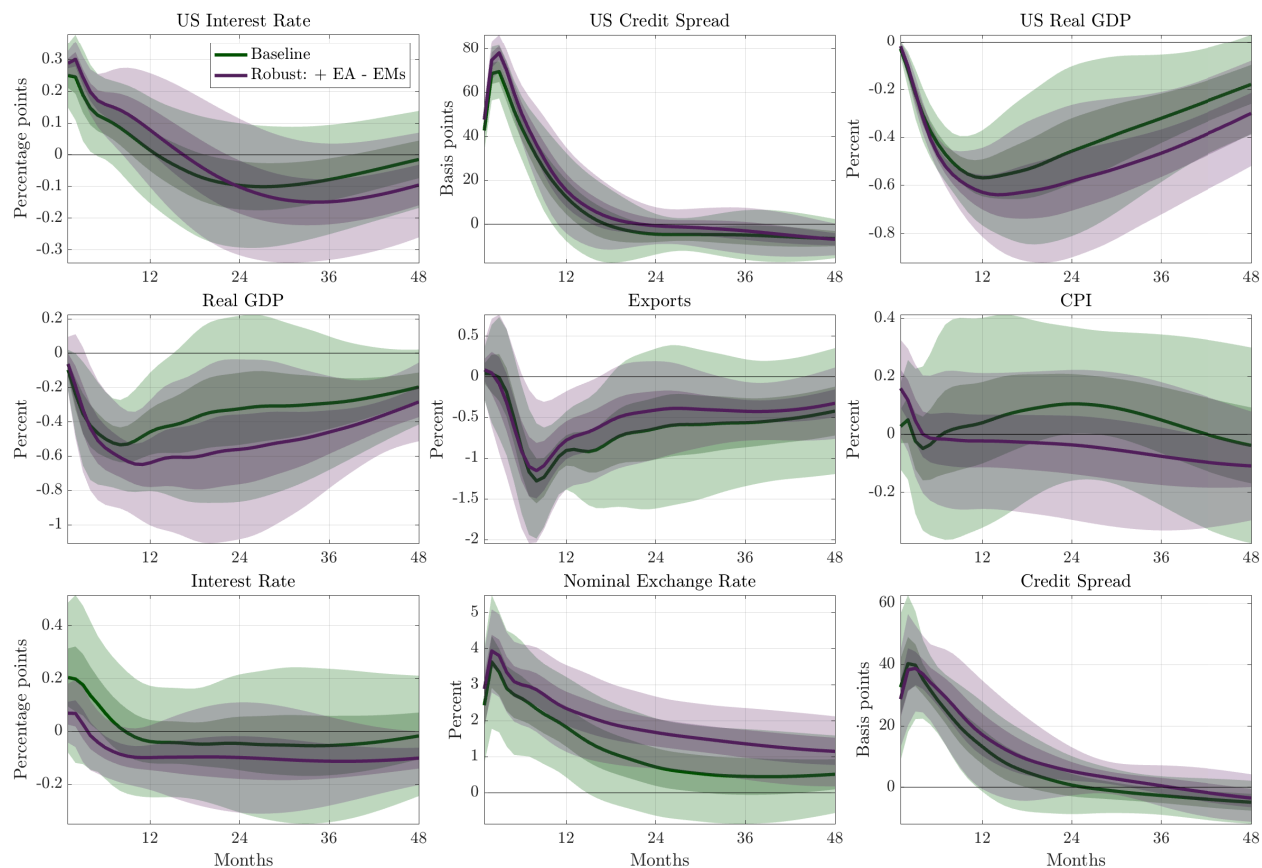 US Interest Rate
Percentage points
0.3
0.2
0.1
0
-0.1
-0.2
-0.3
12 24 36 48
Baseline
Robust: + EA - EMs
US Credit Spread
Basis points
80
60
40
20
0
12 24 36 48
US Real GDP
Percent
0
-0.2
-0.4
-0.6
-0.8
12 24 36 48
Real GDP
Percent
0.2
0
-0.2
-0.4
-0.6
-0.8
-1
12 24 36 48
Exports
Percent
0.5
0
-0.5
-1
-1.5
-2
12 24 36 48
CPI
Percent
0.4
0.2
0
-0.2
12 24 36 48
Interest Rate
Percentage points
0.4
0.2
0
-0.2
12 24 36 48
Months
Nominal Exchange Rate
Percent
5
4
3
2
1
0
12 24 36 48
Months
Credit Spread
Basis points
60
40
20
0
12 24 36 48
Months